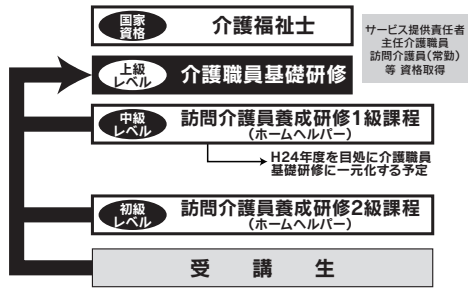 国家
資格
介護福祉士
サービス提供責任者
主任介護職員
訪問介護員(常勤)
等 資格取得
上級
レベル
介護職員基礎研修
中級
レベル
訪問介護員養成研修1級課程
(ホームヘルパー)
H24年度を目処に介護職員
基礎研修に一元化する予定
初級
レベル
訪問介護員養成研修2級課程
(ホームヘルパー)
受 講 生